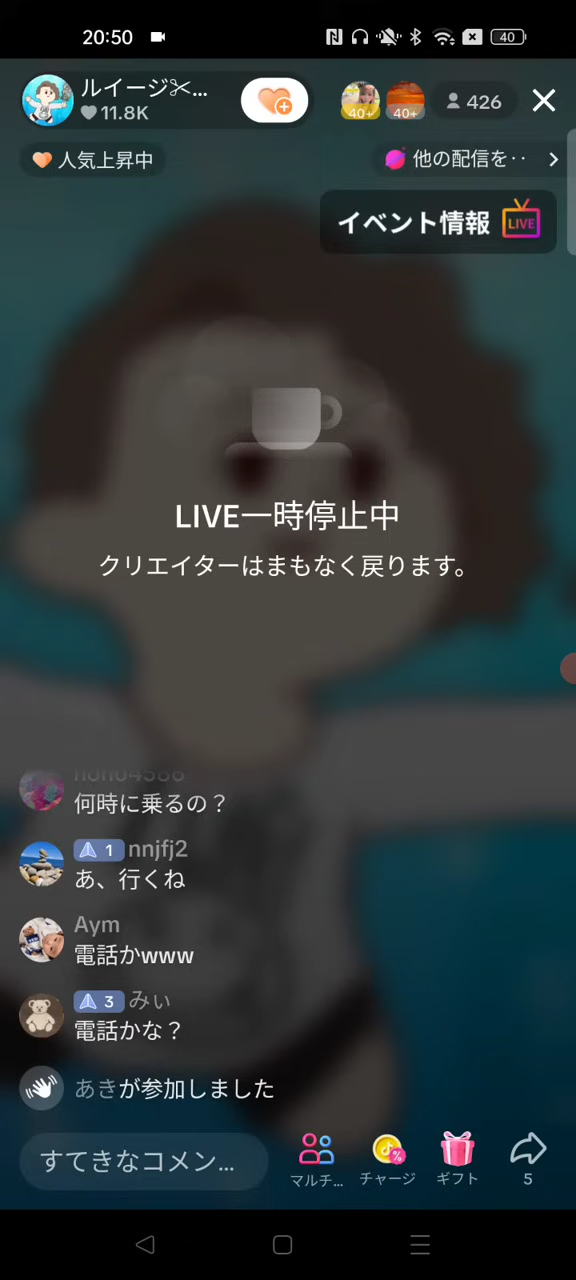 20:50
40
ルイージ✂...
11.8K
40+
40+
426
人気上昇中
他の配信を‥
イベント情報
LIVE
LIVE一時停止中
クリエイターはまもなく戻ります。
何時に乗るの？
1 nnjfj2
あ、行くね
Aym
電話かwww
3 みぃ
電話かな？
あきが参加しました
すてきなコメン...
マルチ...
チャージ
ギフト
5